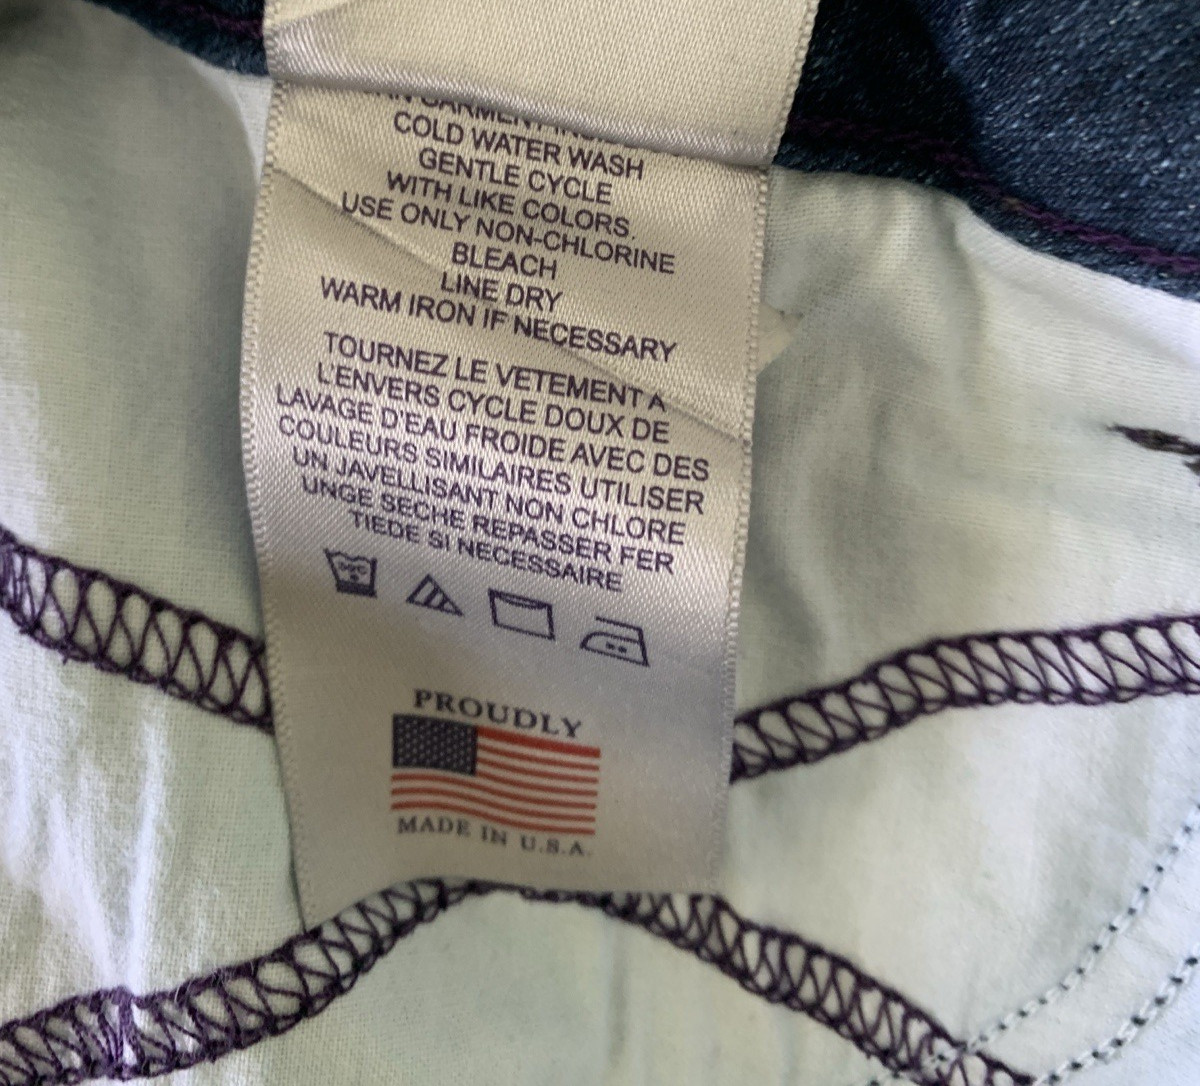 GARMENT
COLD WATER WASH
GENTLE CYCLE
WITH LIKE COLORS.
USE ONLY NON-CHLORINE
BLEACH
LINE DRY
WARM IRON IF NECESSARY
TOURNEZ LE VETEMENT A
L'ENVERS CYCLE DOUX DE
LAVAGE D'EAU FROIDE AVEC DES
COULEURS SIMILAIRES UTILISER
UN JAVELLISANT NON CHLORE
UNGE SECHE REPASSER FER
TIEDE SI NECESSAIRE
30C
PROUDLY
MADE IN U.S.A.